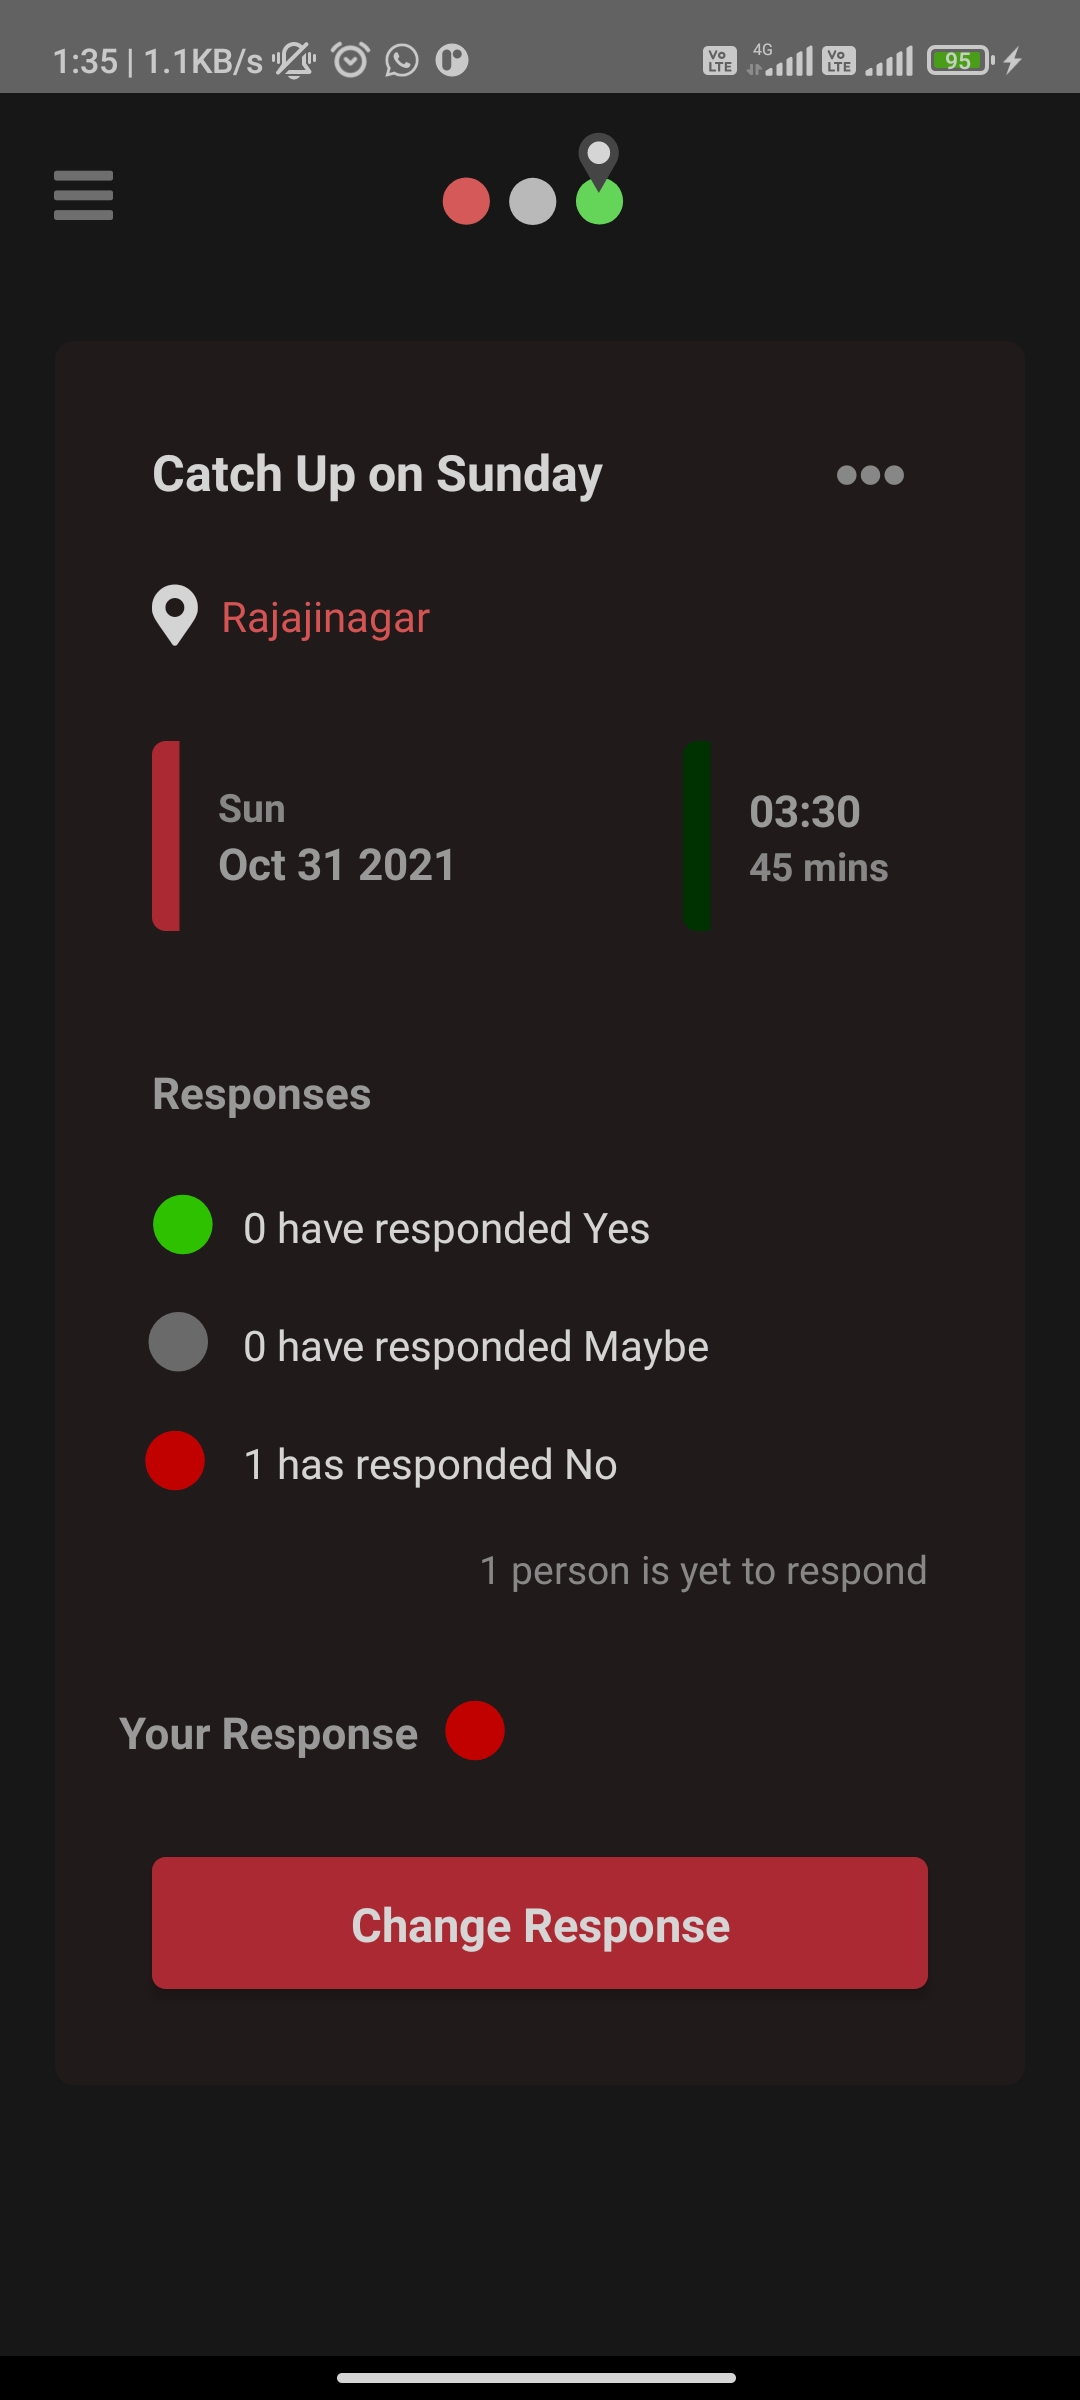 1:35 | 1.1KB/s
Vo LTE 4G Vo LTE 95
Catch Up on Sunday
Rajajinagar
Sun
Oct 31 2021
03:30
45 mins
Responses
0 have responded Yes
0 have responded Maybe
1 has responded No
1 person is yet to respond
Your Response
Change Response